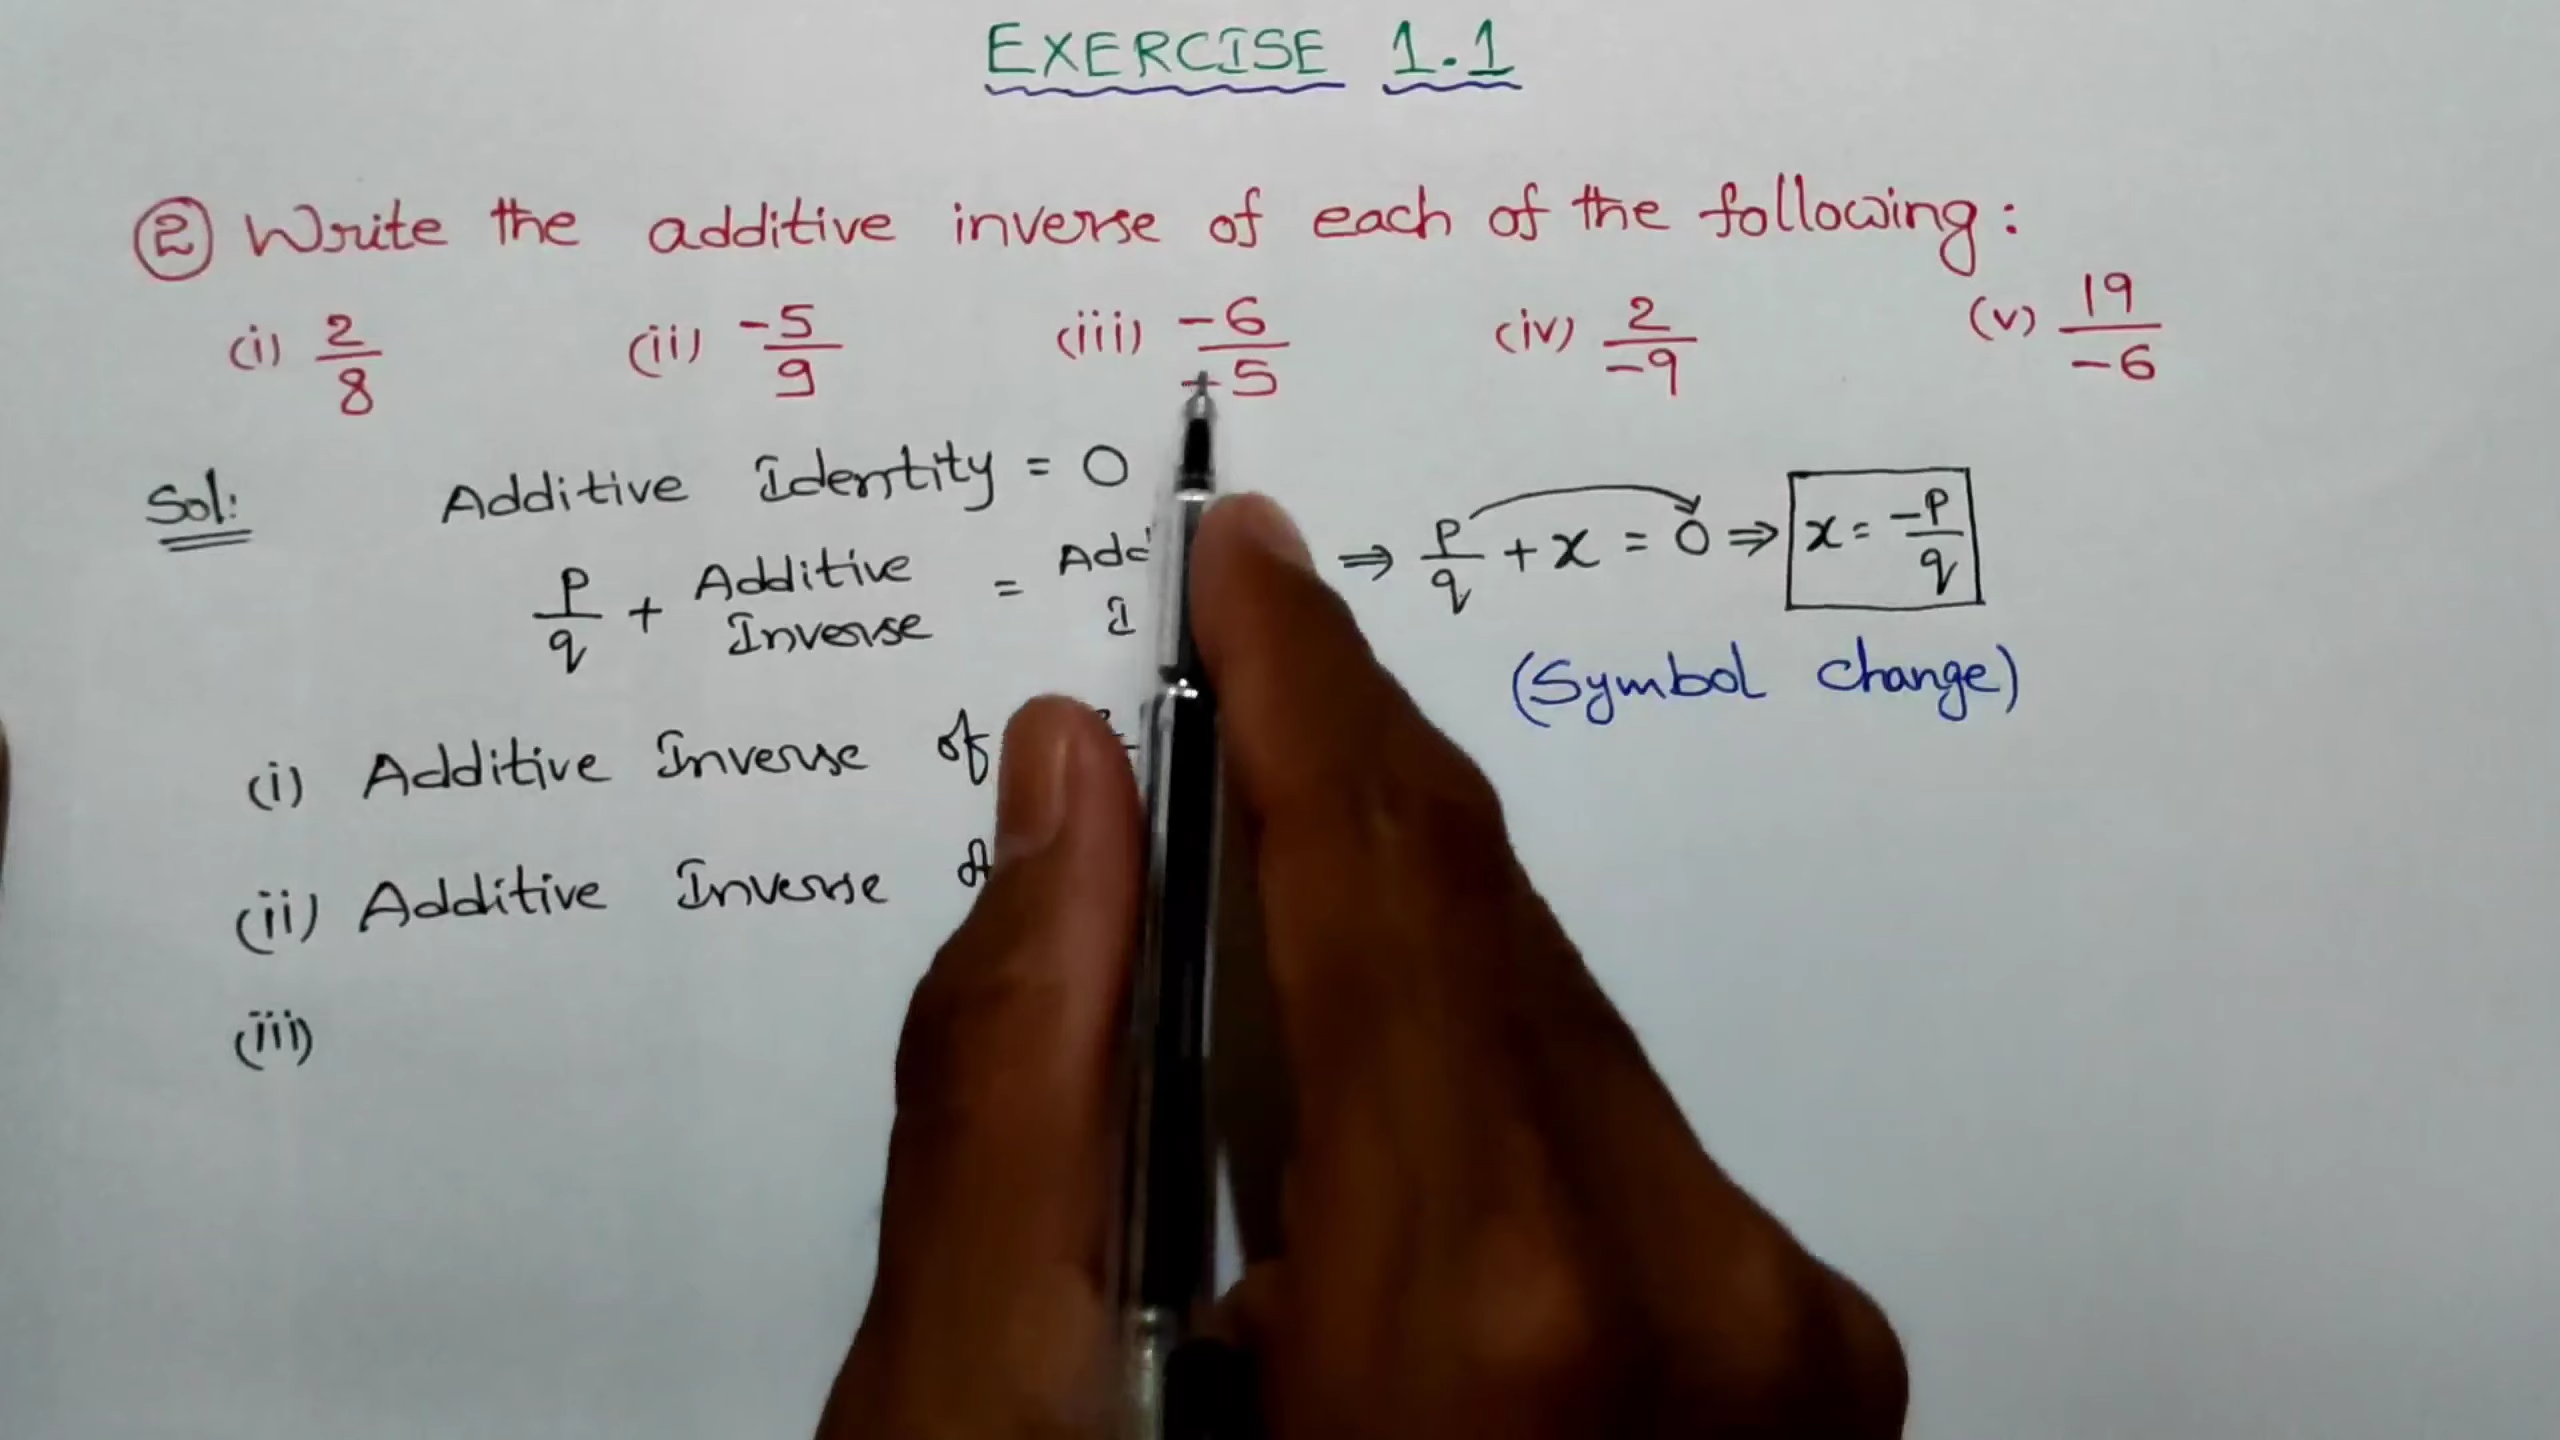 EXERCISE 1.1
② Write the additive inverse of each of the following:
(i) 2/8 (ii) -5/9 (iii) -6/-5 (iv) 2/-9 (v) 19/-6
Sol: Additive Identity = 0
p/q + Additive Inverse = ⇒ p/q + x = 0 ⇒ x = -p/q
(Symbol change)
(i) Additive Inverse of
(ii) Additive Inverse
(iii)